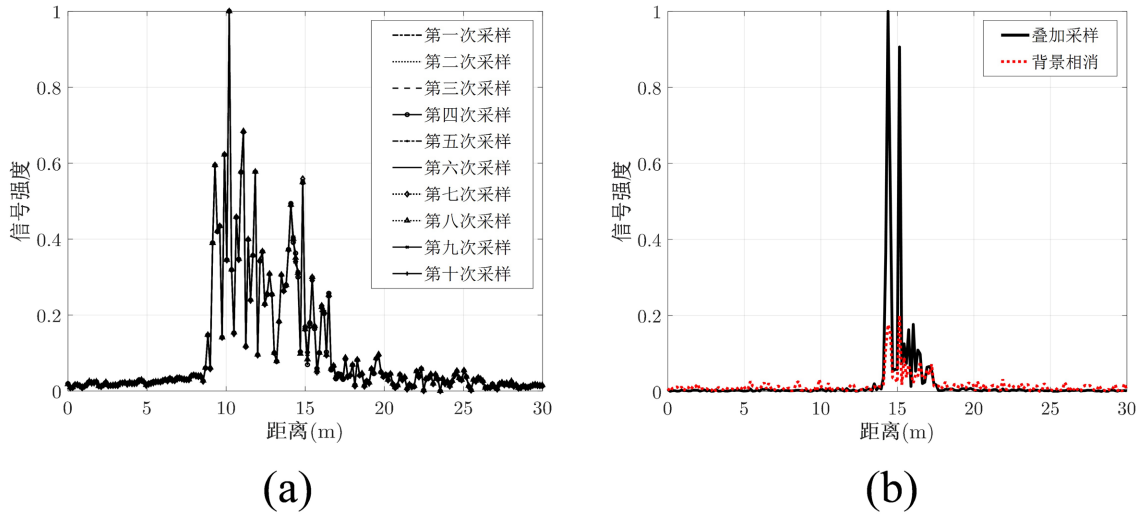 1
0.8
0.6
0.4
0.2
0
信号强度
0 5 10 15 20 25 30
距离(m)
第一次采样
第二次采样
第三次采样
第四次采样
第五次采样
第六次采样
第七次采样
第八次采样
第九次采样
第十次采样
(a)
1
0.8
0.6
0.4
0.2
0
信号强度
0 5 10 15 20 25 30
距离(m)
叠加采样
背景相消
(b)